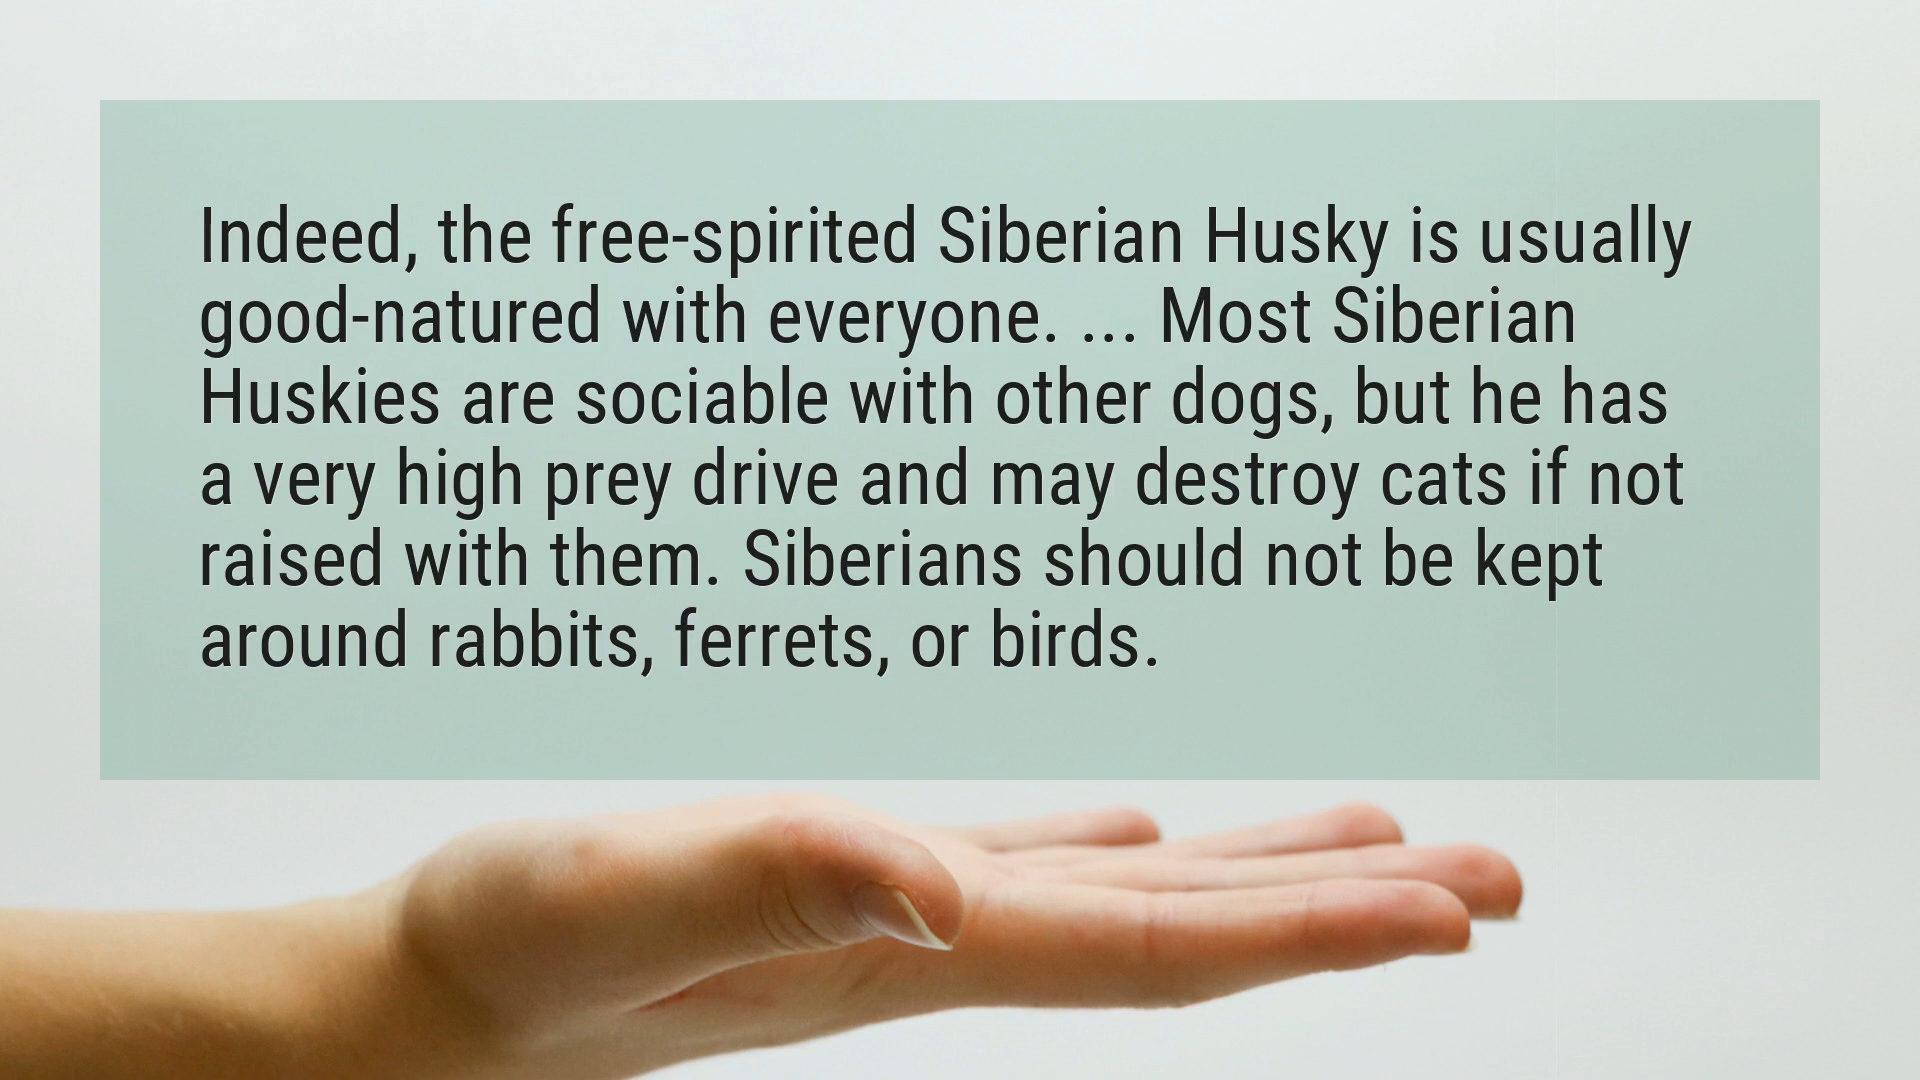 Indeed, the free-spirited Siberian Husky is usually
good-natured with everyone. ... Most Siberian
Huskies are sociable with other dogs, but he has
a very high prey drive and may destroy cats if not
raised with them. Siberians should not be kept
around rabbits, ferrets, or birds.